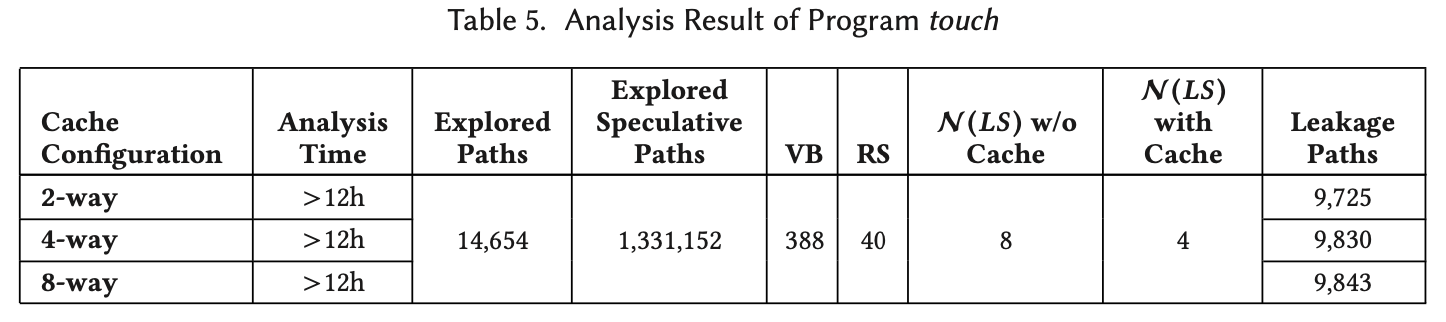 Table 5. Analysis Result of Program touch
Cache Configuration | Analysis Time | Explored Paths | Explored Speculative Paths | VB | RS | 𝒩(LS) w/o Cache | 𝒩(LS) with Cache | Leakage Paths
2-way | >12h | 14,654 | 1,331,152 | 388 | 40 | 8 | 4 | 9,725
4-way | >12h | 9,830
8-way | >12h | 9,843